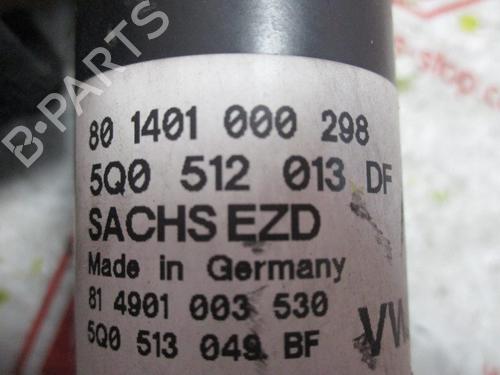 80 1401 000 298
5Q0 512 013 DF
SACHS EZD
Made in Germany
81 4901 003 530
5Q0 513 049 BF
VW
B-PARTS